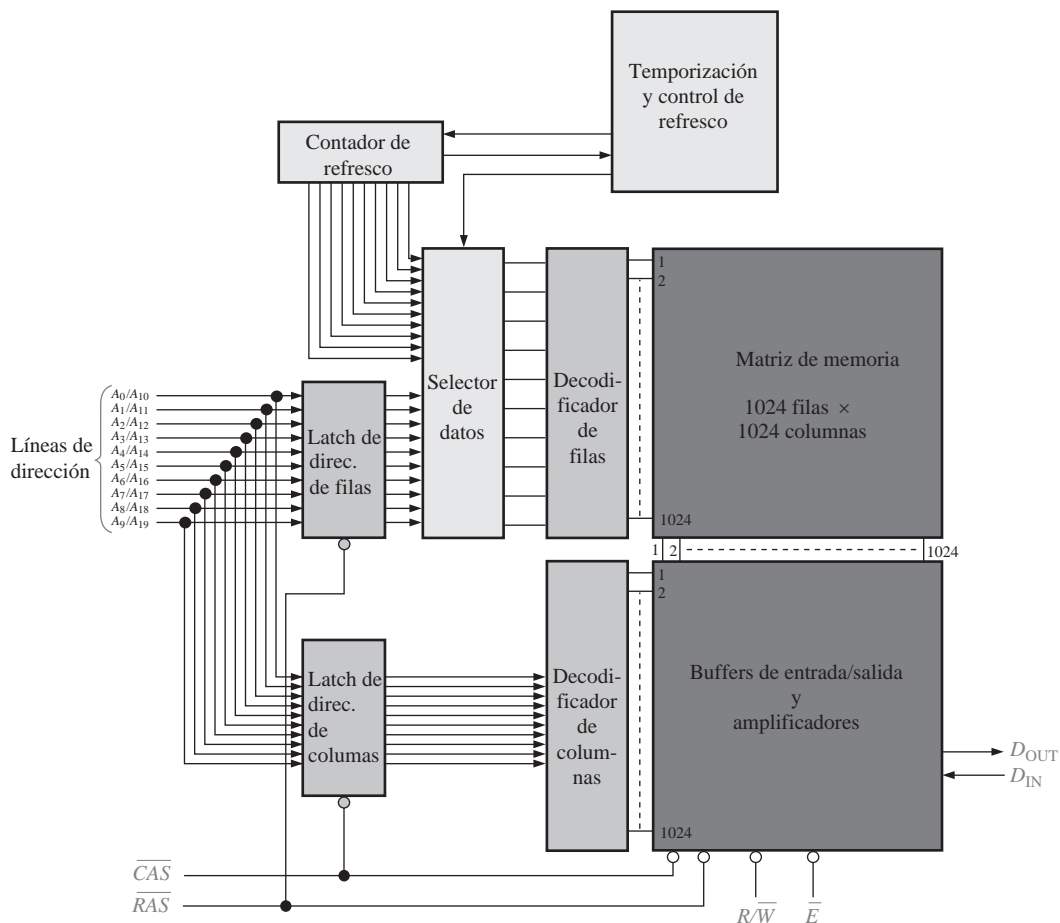 Temporización
y control de
refresco
Contador de
refresco
Selector
de
datos
Decodi-
ficador
de
filas
1
2
1024
Matriz de memoria
1024 filas ×
1024 columnas
Líneas de
dirección
A0/A10
A1/A11
A2/A12
A3/A13
A4/A14
A5/A15
A6/A16
A7/A17
A8/A18
A9/A19
Latch de
direc.
de filas
1 2 1024
Latch de
direc.
de
columas
Decodi-
ficador
de
colum-
nas
1
2
1024
Buffers de entrada/salida
y
amplificadores
DOUT
DIN
C̅A̅S̅
R̅A̅S̅
R/W̅
E̅